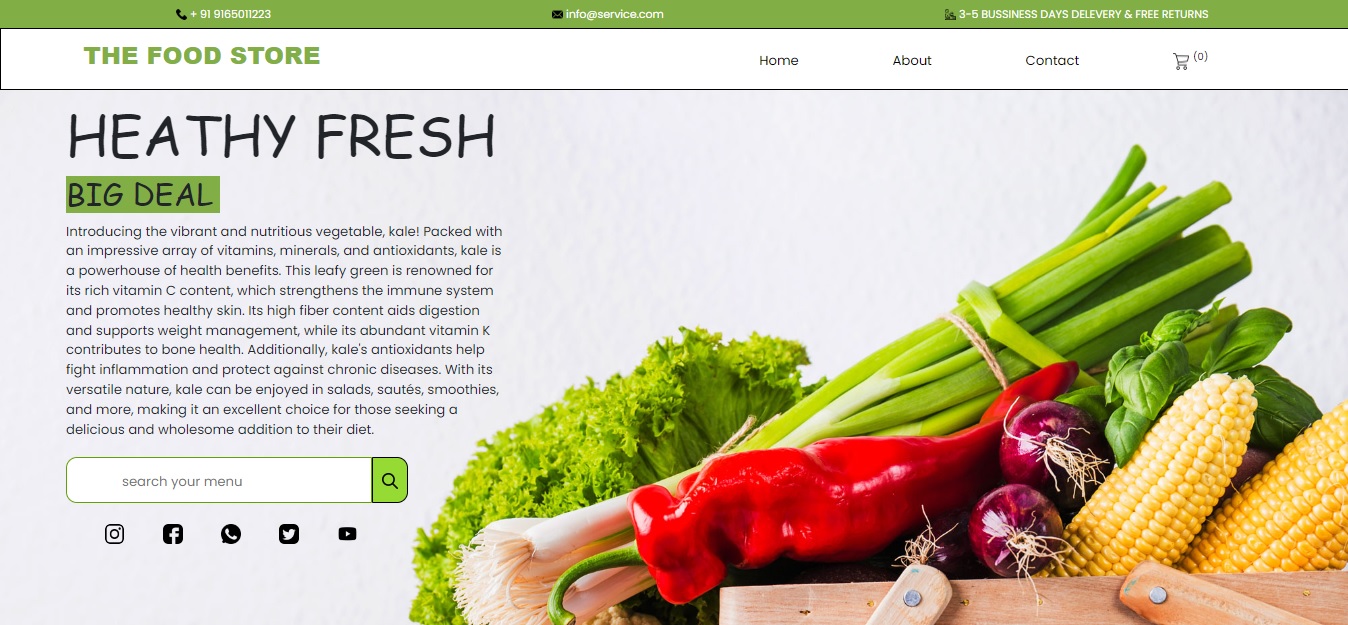 + 91 9165011223
info@service.com
3-5 BUSSINESS DAYS DELEVERY & FREE RETURNS
THE FOOD STORE
Home
About
Contact
(0)
HEATHY FRESH
BIG DEAL
Introducing the vibrant and nutritious vegetable, kale! Packed with
an impressive array of vitamins, minerals, and antioxidants, kale is
a powerhouse of health benefits. This leafy green is renowned for
its rich vitamin C content, which strengthens the immune system
and promotes healthy skin. Its high fiber content aids digestion
and supports weight management, while its abundant vitamin K
contributes to bone health. Additionally, kale's antioxidants help
fight inflammation and protect against chronic diseases. With its
versatile nature, kale can be enjoyed in salads, sautés, smoothies,
and more, making it an excellent choice for those seeking a
delicious and wholesome addition to their diet.
search your menu